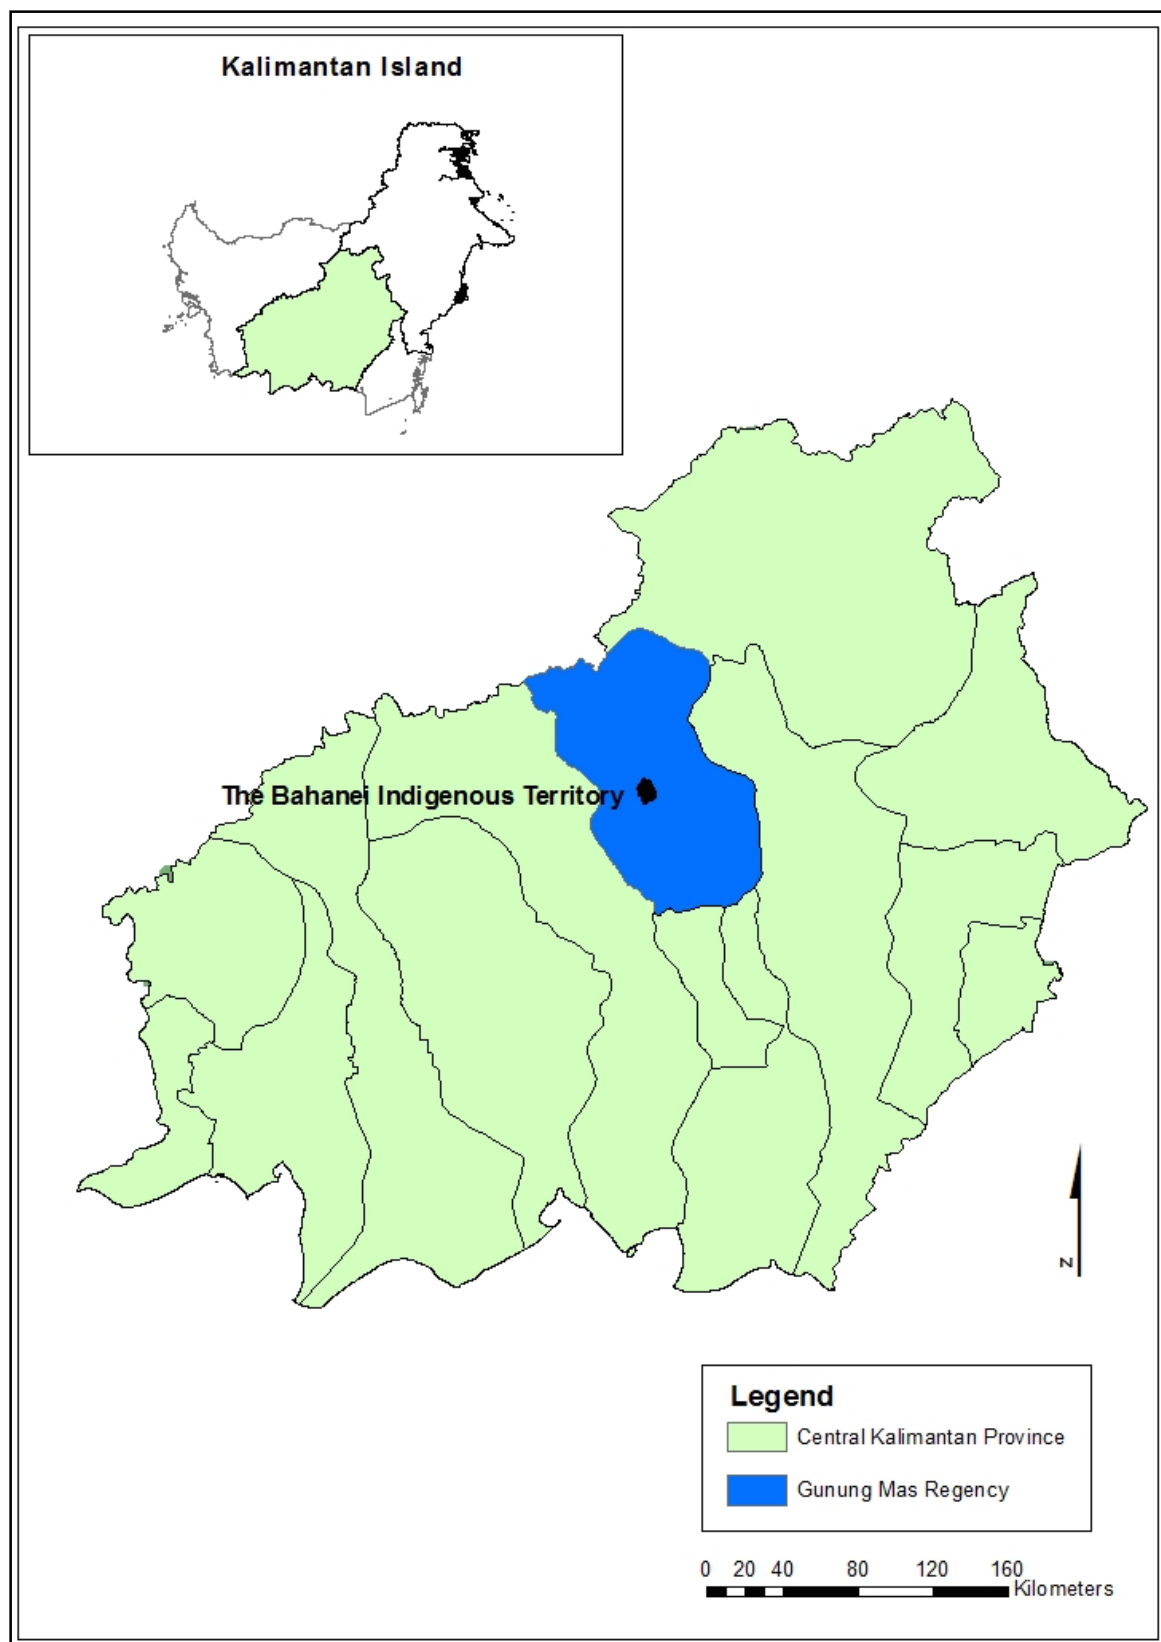 Kalimantan Island
The Bahanei Indigenous Territory
N
Legend
Central Kalimantan Province
Gunung Mas Regency
0 20 40 80 120 160
Kilometers